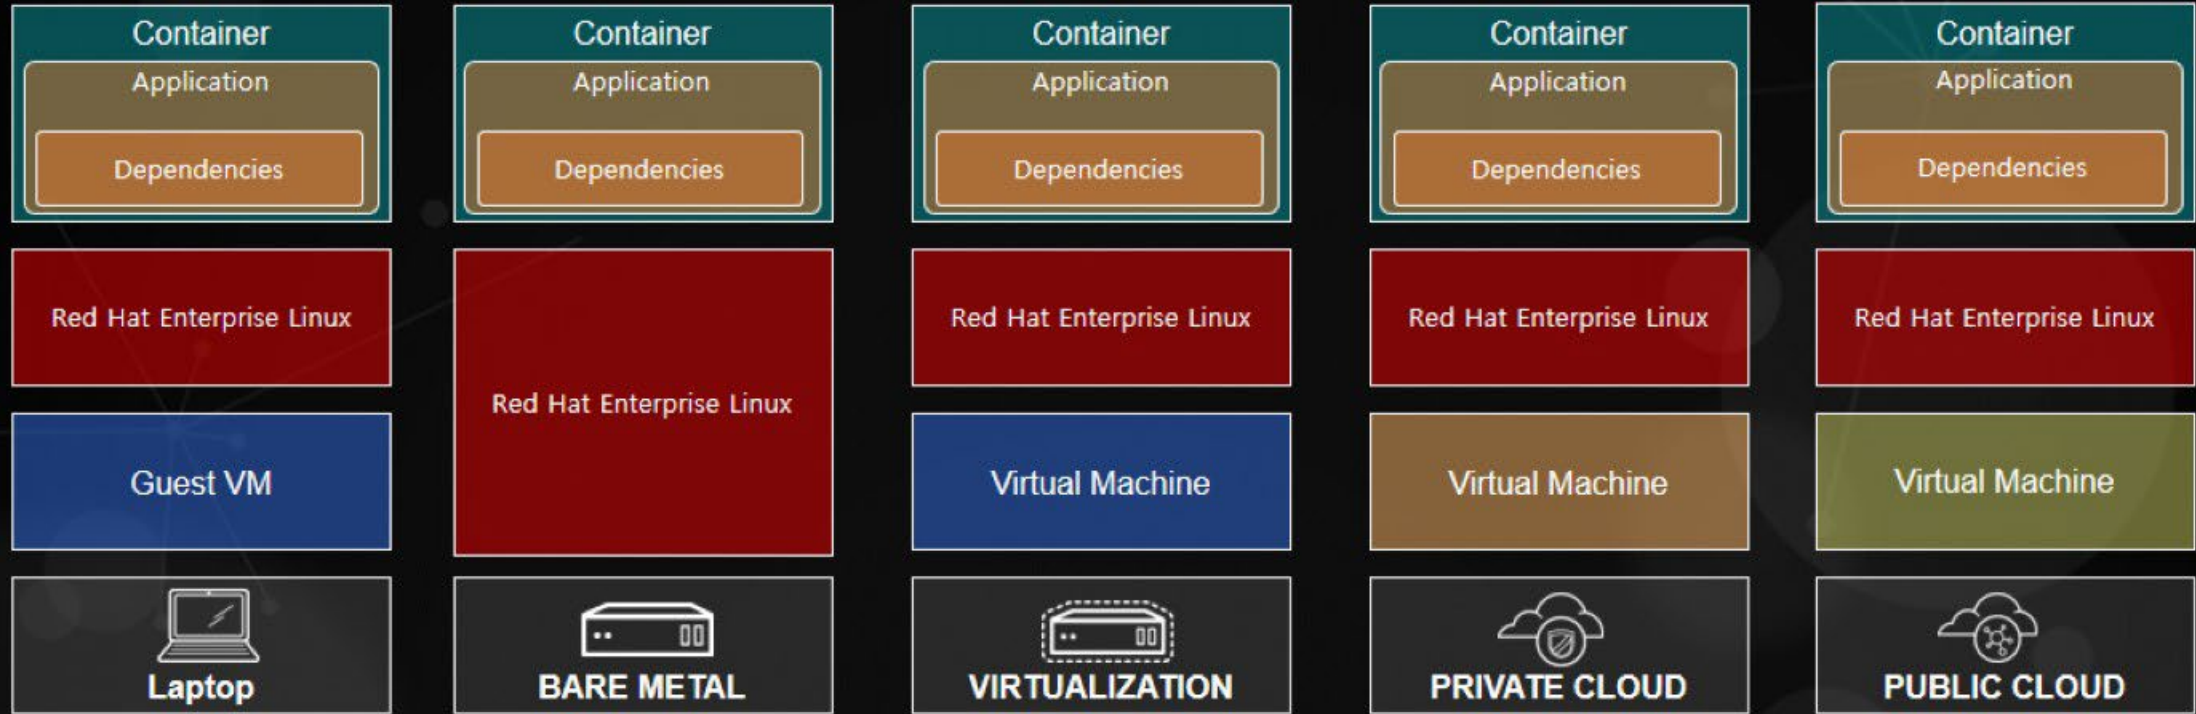 Container
Application
Dependencies
Red Hat Enterprise Linux
Guest VM
Laptop
Container
Application
Dependencies
Red Hat Enterprise Linux
BARE METAL
Container
Application
Dependencies
Red Hat Enterprise Linux
Virtual Machine
VIRTUALIZATION
Container
Application
Dependencies
Red Hat Enterprise Linux
Virtual Machine
PRIVATE CLOUD
Container
Application
Dependencies
Red Hat Enterprise Linux
Virtual Machine
PUBLIC CLOUD